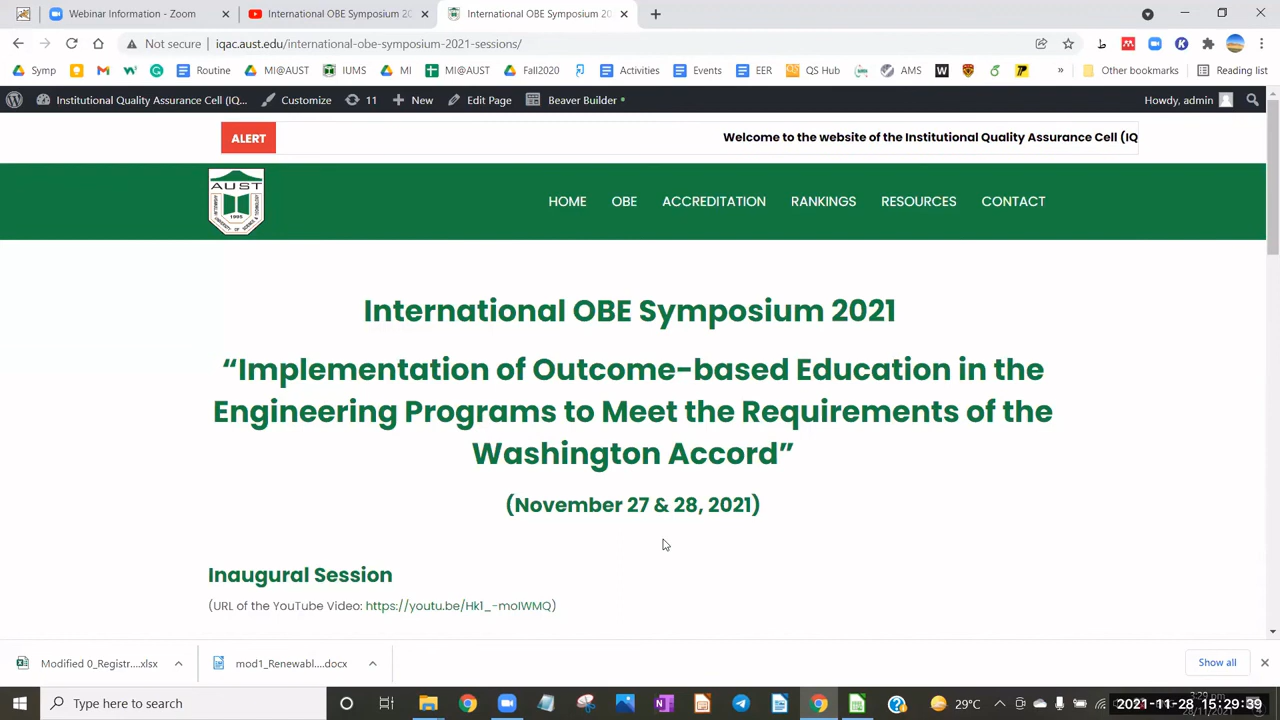 Webinar Information - Zoom
International OBE Symposium 202
International OBE Symposium 202
Not secure
iqac.aust.edu/international-obe-symposium-2021-sessions/
Symp
Routine
MI@AUST
IUMS
MI
MI@AUST
Fall2020
Activities
Events
EER
QS Hub
AMS
»
Other bookmarks
Reading list
Institutional Quality Assurance Cell (IQ...
Customize
11
New
Edit Page
Beaver Builder
Howdy, admin
ALERT
Welcome to the website of the Institutional Quality Assurance Cell (IQ
AUST
1995
HOME
OBE
ACCREDITATION
RANKINGS
RESOURCES
CONTACT
International OBE Symposium 2021
“Implementation of Outcome-based Education in the
Engineering Programs to Meet the Requirements of the
Washington Accord”
(November 27 & 28, 2021)
Inaugural Session
(URL of the YouTube Video: https://youtu.be/Hk1_-moIWMQ)
Modified 0_Registr....xlsx
mod1_Renewabl....docx
Show all
Type here to search
29°C
2021-11-28 15:29:39